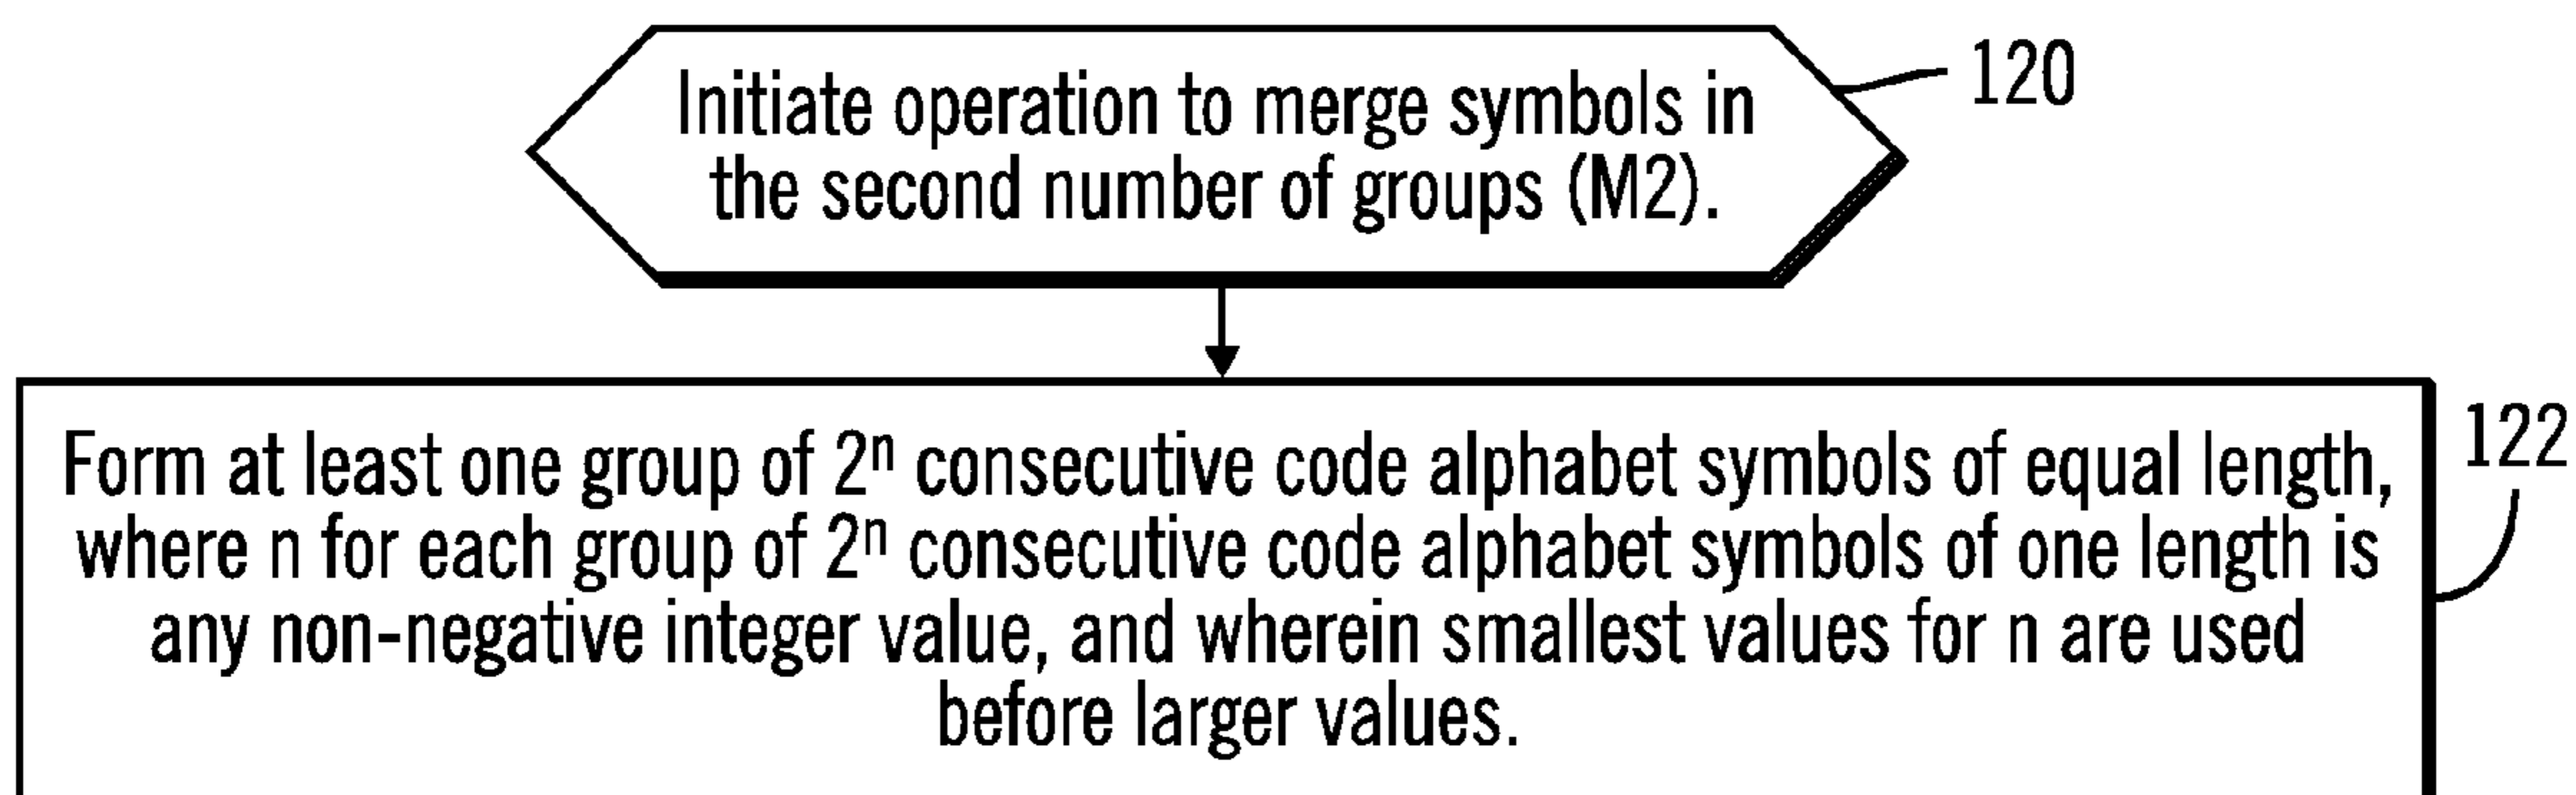 Initiate operation to merge symbols in
the second number of groups (M2).
120
Form at least one group of 2ⁿ consecutive code alphabet symbols of equal length,
where n for each group of 2ⁿ consecutive code alphabet symbols of one length is
any non-negative integer value, and wherein smallest values for n are used
before larger values.
122